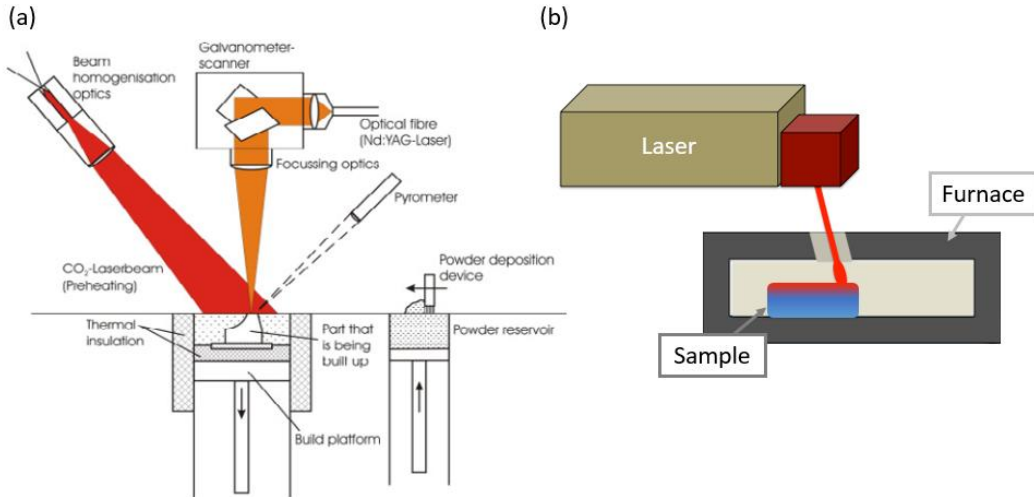 (a)
Beam
homogenisation
optics
Galvanometer-
scanner
Optical fibre
(Nd:YAG-Laser)
Focussing optics
Pyrometer
CO₂-Laserbeam
(Preheating)
Powder deposition
device
Thermal
insulation
Part that
is being
built up
Powder reservoir
Build platform
(b)
Laser
Furnace
Sample